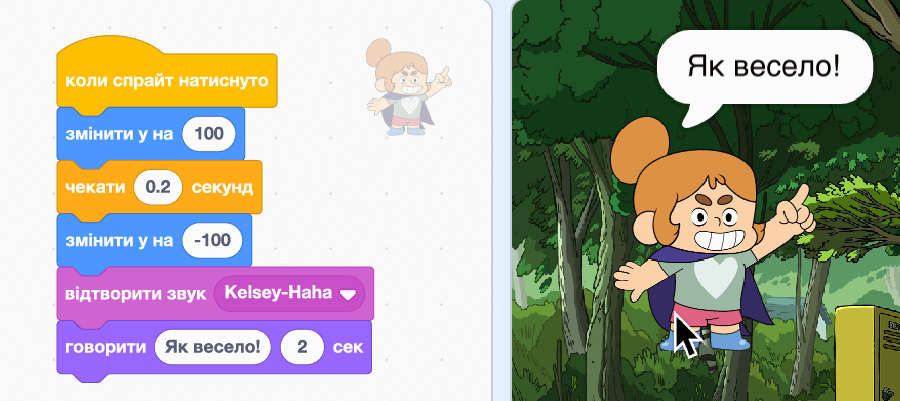 коли спрайт натиснуто
змінити y на 100
чекати 0.2 секунд
змінити y на -100
відтворити звук Kelsey-Haha
говорити Як весело! 2 сек
Як весело!